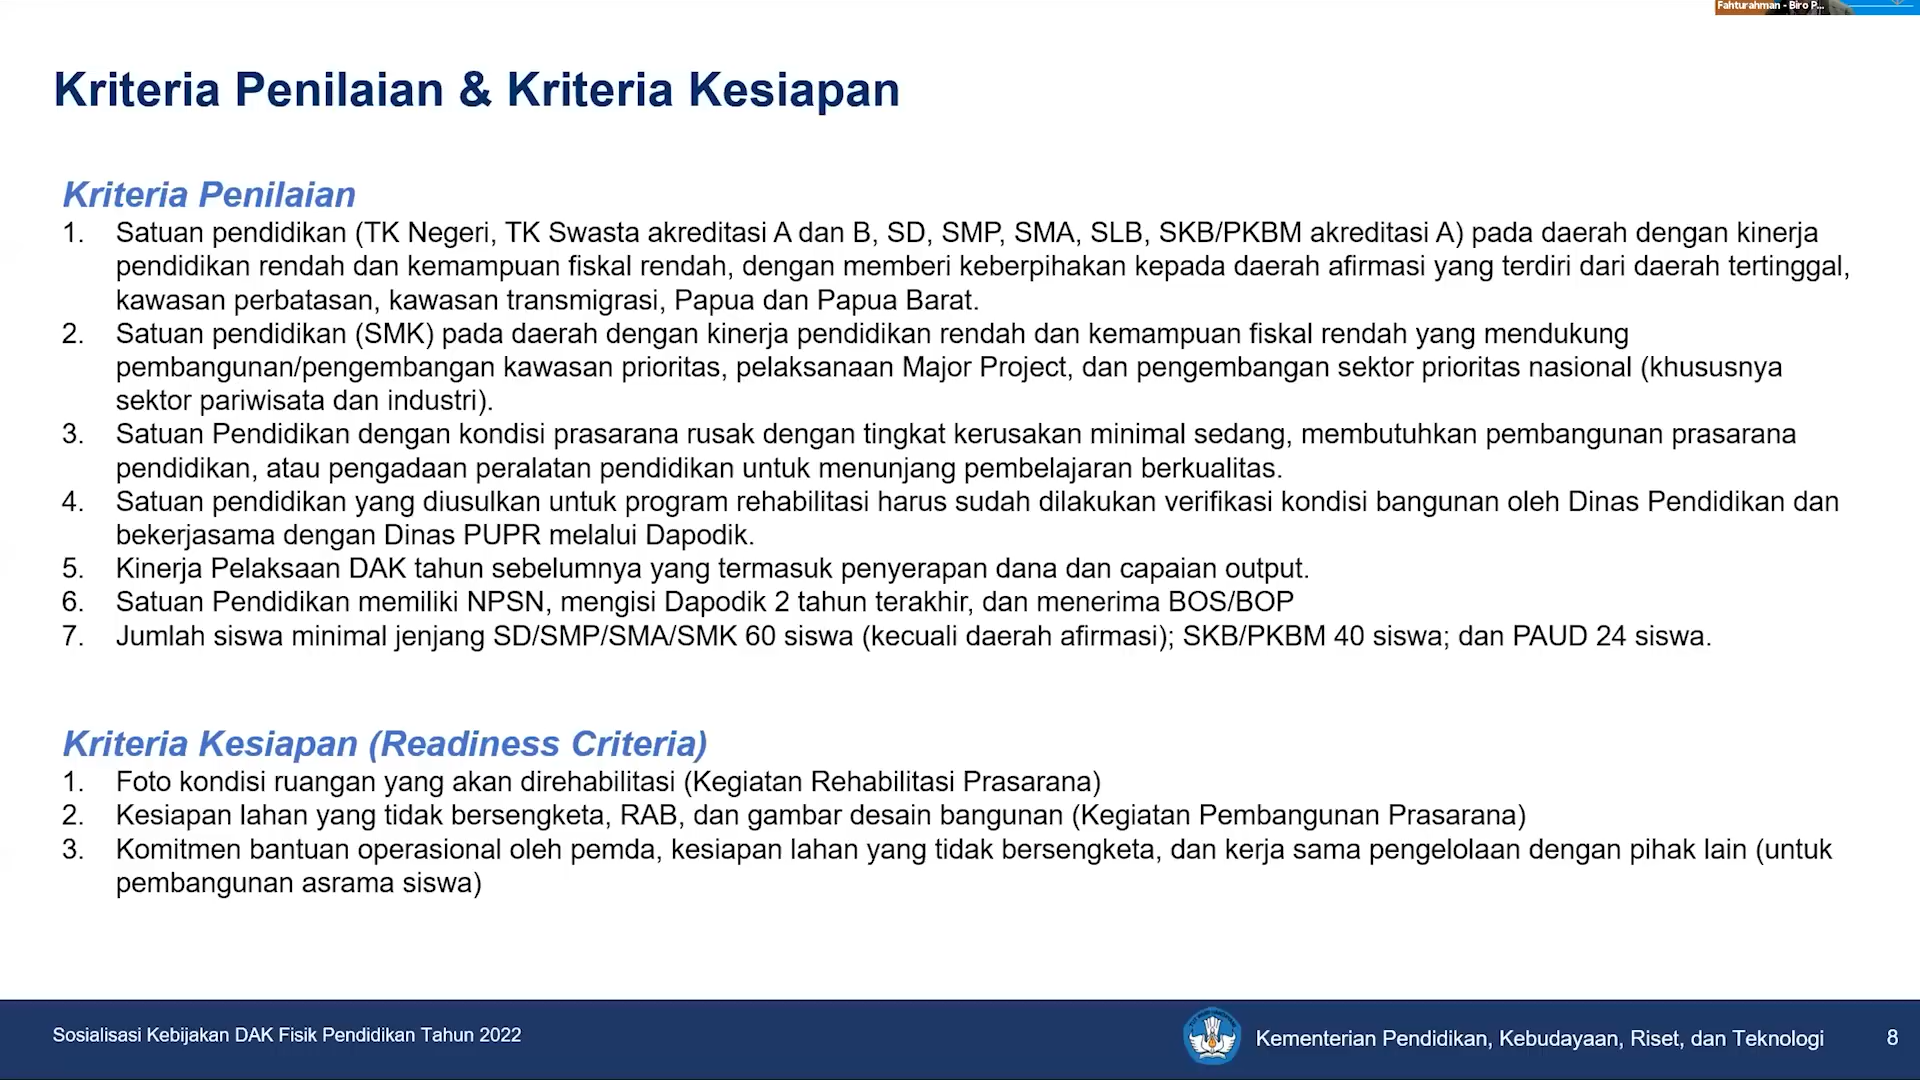 Fahturahman - Biro P...
Kriteria Penilaian & Kriteria Kesiapan
Kriteria Penilaian
1. Satuan pendidikan (TK Negeri, TK Swasta akreditasi A dan B, SD, SMP, SMA, SLB, SKB/PKBM akreditasi A) pada daerah dengan kinerja
pendidikan rendah dan kemampuan fiskal rendah, dengan memberi keberpihakan kepada daerah afirmasi yang terdiri dari daerah tertinggal,
kawasan perbatasan, kawasan transmigrasi, Papua dan Papua Barat.
2. Satuan pendidikan (SMK) pada daerah dengan kinerja pendidikan rendah dan kemampuan fiskal rendah yang mendukung
pembangunan/pengembangan kawasan prioritas, pelaksanaan Major Project, dan pengembangan sektor prioritas nasional (khususnya
sektor pariwisata dan industri).
3. Satuan Pendidikan dengan kondisi prasarana rusak dengan tingkat kerusakan minimal sedang, membutuhkan pembangunan prasarana
pendidikan, atau pengadaan peralatan pendidikan untuk menunjang pembelajaran berkualitas.
4. Satuan pendidikan yang diusulkan untuk program rehabilitasi harus sudah dilakukan verifikasi kondisi bangunan oleh Dinas Pendidikan dan
bekerjasama dengan Dinas PUPR melalui Dapodik.
5. Kinerja Pelaksaan DAK tahun sebelumnya yang termasuk penyerapan dana dan capaian output.
6. Satuan Pendidikan memiliki NPSN, mengisi Dapodik 2 tahun terakhir, dan menerima BOS/BOP
7. Jumlah siswa minimal jenjang SD/SMP/SMA/SMK 60 siswa (kecuali daerah afirmasi); SKB/PKBM 40 siswa; dan PAUD 24 siswa.
Kriteria Kesiapan (Readiness Criteria)
1. Foto kondisi ruangan yang akan direhabilitasi (Kegiatan Rehabilitasi Prasarana)
2. Kesiapan lahan yang tidak bersengketa, RAB, dan gambar desain bangunan (Kegiatan Pembangunan Prasarana)
3. Komitmen bantuan operasional oleh pemda, kesiapan lahan yang tidak bersengketa, dan kerja sama pengelolaan dengan pihak lain (untuk
pembangunan asrama siswa)
Sosialisasi Kebijakan DAK Fisik Pendidikan Tahun 2022
Kementerian Pendidikan, Kebudayaan, Riset, dan Teknologi
8